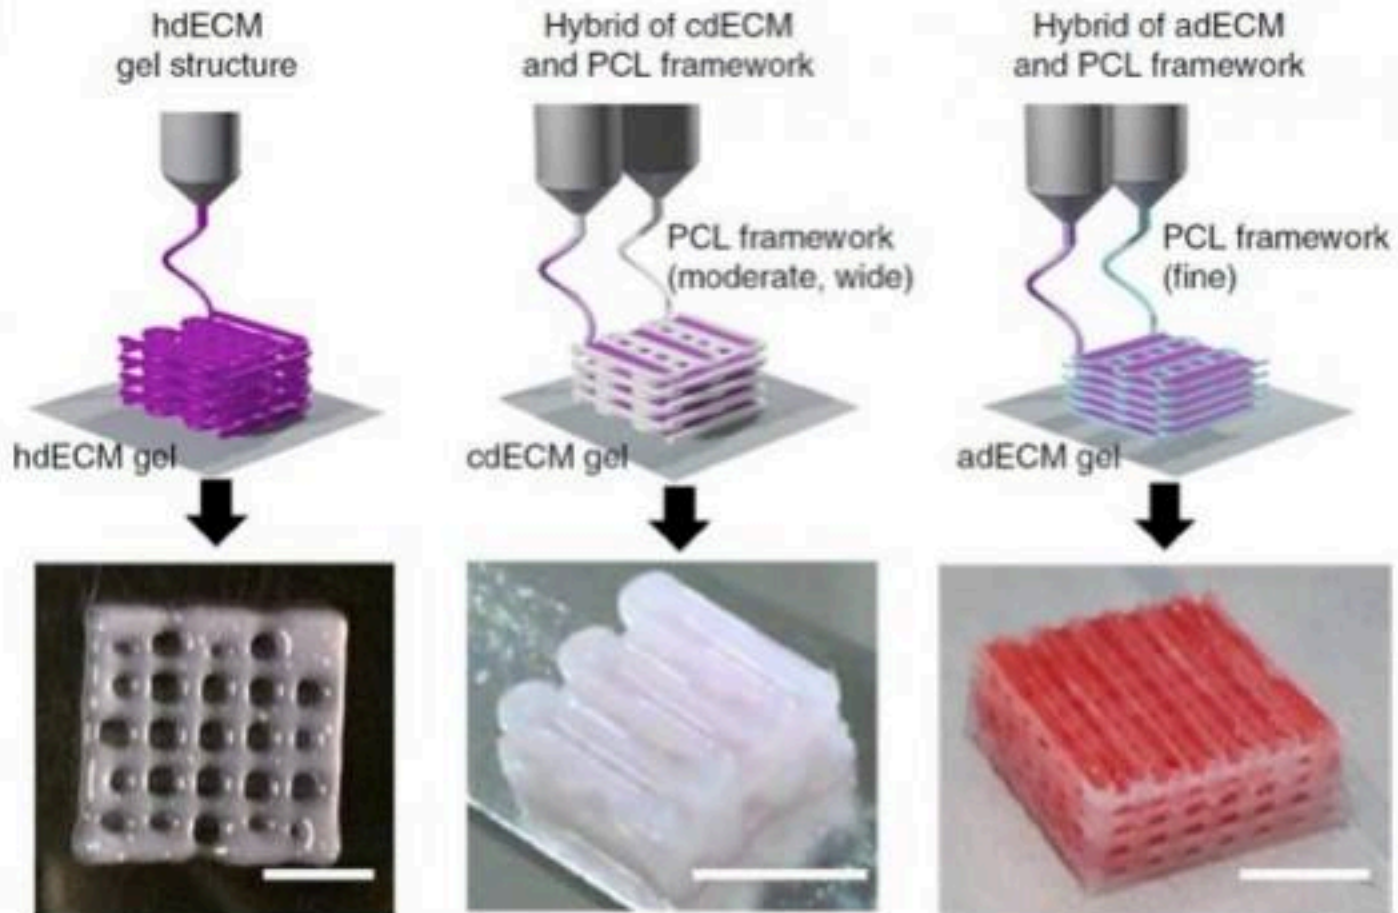 hdECM
gel structure
Hybrid of cdECM
and PCL framework
Hybrid of adECM
and PCL framework
PCL framework
(moderate, wide)
PCL framework
(fine)
hdECM gel
cdECM gel
adECM gel